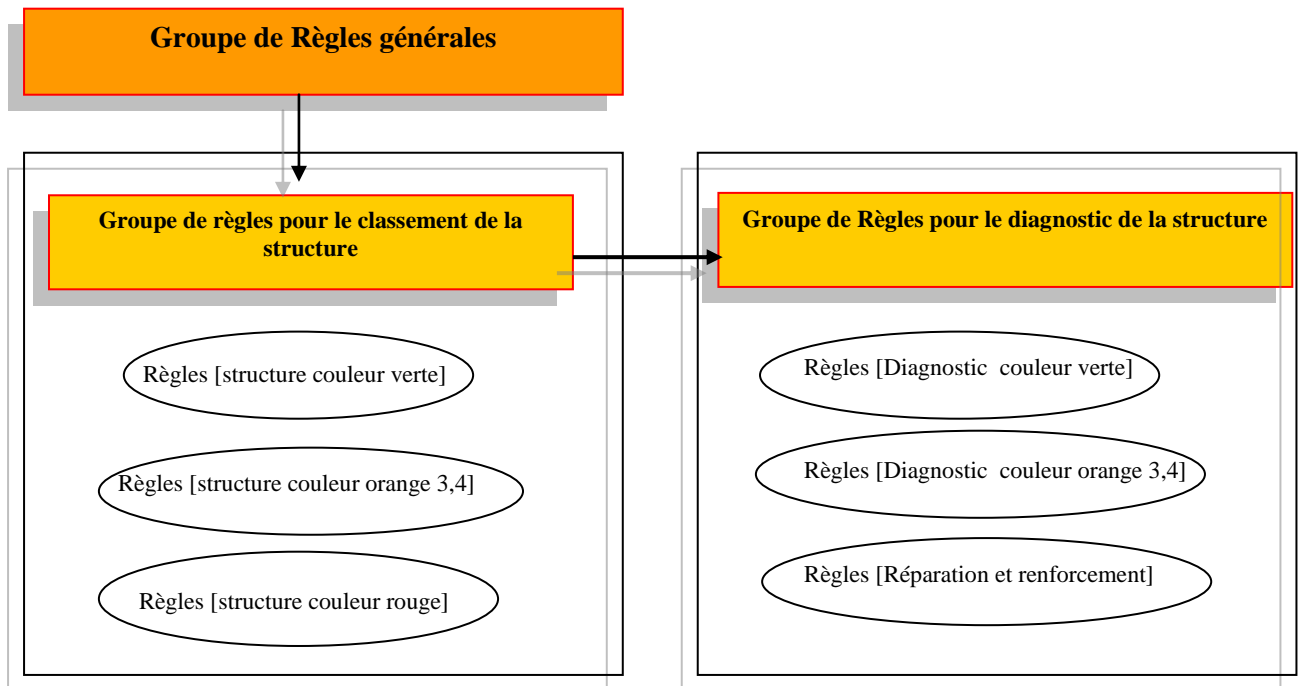 Groupe de Règles générales
Groupe de règles pour le classement de la
structure
Règles [structure couleur verte]
Règles [structure couleur orange 3,4]
Règles [structure couleur rouge]
Groupe de Règles pour le diagnostic de la structure
Règles [Diagnostic  couleur verte]
Règles [Diagnostic  couleur orange 3,4]
Règles [Réparation et renforcement]